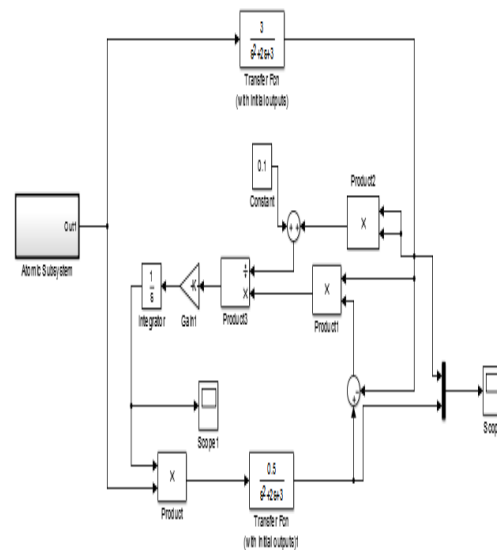 3
s²+2s+3
Transfer Fcn
(with initial outputs)
0.1
Constant
Product2
×
+ +
Out1
Atomic Subsystem
1
s
Integrator
-K
Gain1
÷
×
Product3
×
Product1
-
+
Scope1
Scop
×
Product
0.5
s²+2s+3
Transfer Fcn
(with initial outputs)1